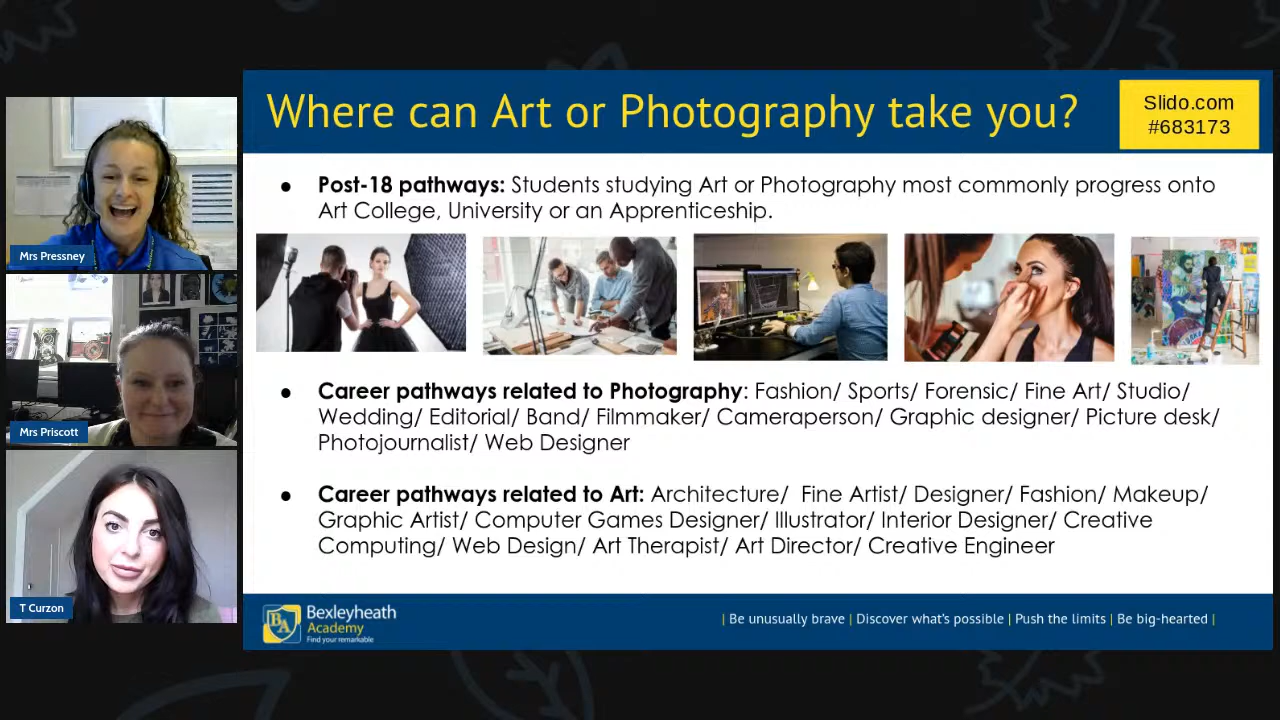 Where can Art or Photography take you?
Slido.com
#683173
● Post-18 pathways: Students studying Art or Photography most commonly progress onto
Art College, University or an Apprenticeship.
● Career pathways related to Photography: Fashion/ Sports/ Forensic/ Fine Art/ Studio/
Wedding/ Editorial/ Band/ Filmmaker/ Cameraperson/ Graphic designer/ Picture desk/
Photojournalist/ Web Designer
● Career pathways related to Art: Architecture/ Fine Artist/ Designer/ Fashion/ Makeup/
Graphic Artist/ Computer Games Designer/ Illustrator/ Interior Designer/ Creative
Computing/ Web Design/ Art Therapist/ Art Director/ Creative Engineer
Mrs Pressney
Mrs Priscott
T Curzon
BA
Bexleyheath
Academy
Find your remarkable
| Be unusually brave | Discover what's possible | Push the limits | Be big-hearted |